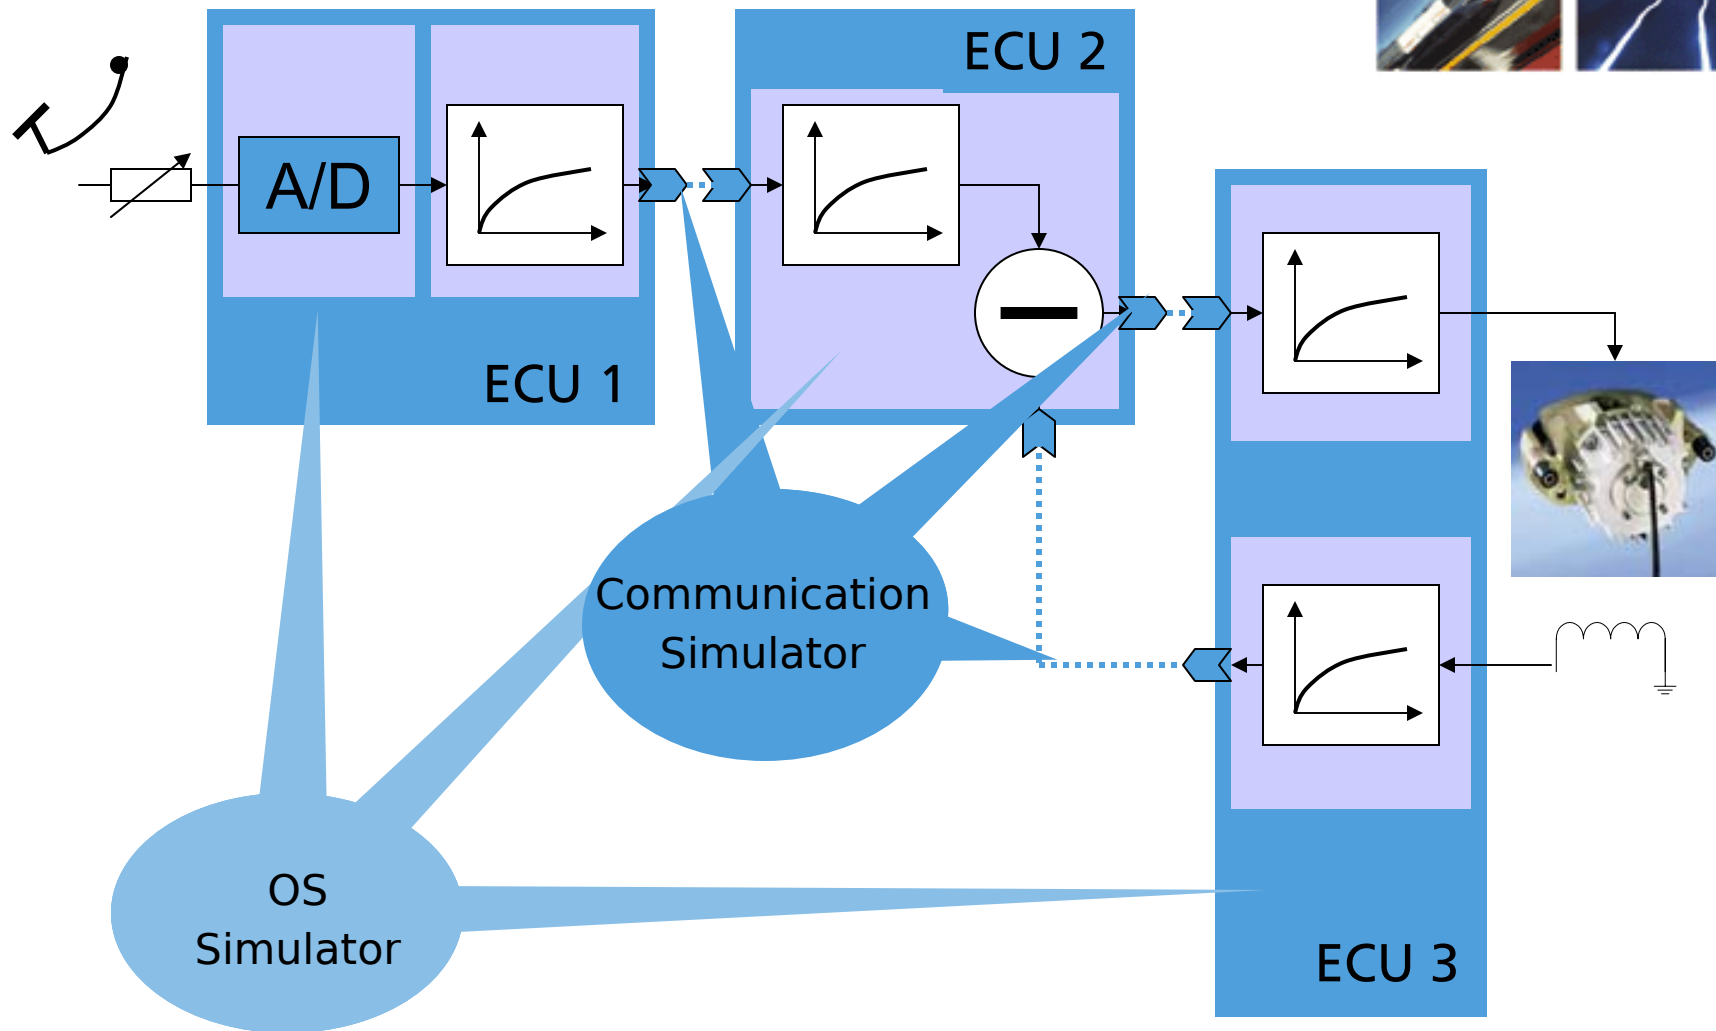 ECU 2
A/D
ECU 1
Communication
Simulator
OS
Simulator
ECU 3